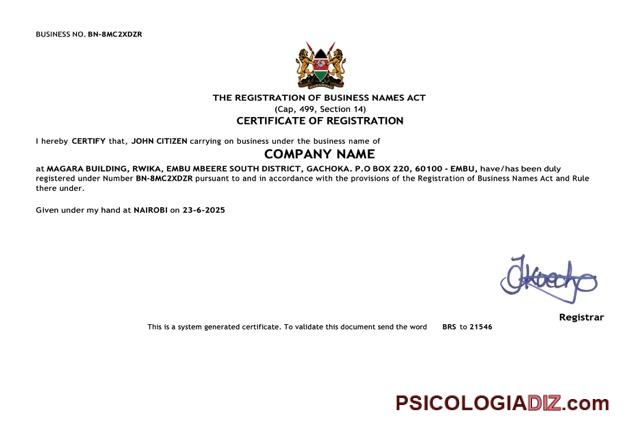 BUSINESS NO. BN-8MC2XDZR
THE REGISTRATION OF BUSINESS NAMES ACT
(Cap, 499, Section 14)
CERTIFICATE OF REGISTRATION
I hereby CERTIFY that, JOHN CITIZEN carrying on business under the business name of
COMPANY NAME
at MAGARA BUILDING, RWIKA, EMBU MBEERE SOUTH DISTRICT, GACHOKA. P.O BOX 220, 60100 - EMBU, have/has been duly
registered under Number BN-8MC2XDZR pursuant to and in accordance with the provisions of the Registration of Business Names Act and Rule
there under.
Given under my hand at NAIROBI on 23-6-2025
Registrar
This is a system generated certificate. To validate this document send the word BRS to 21546
PSICOLOGIADIZ.com